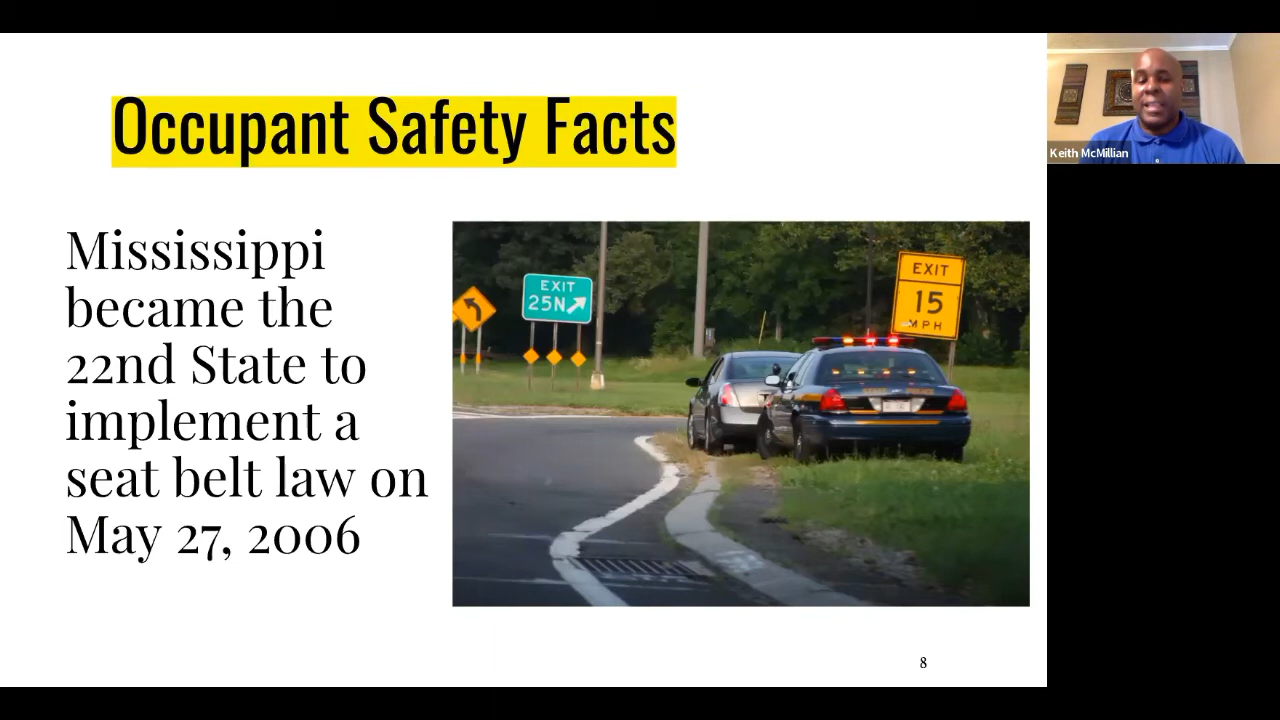 Occupant Safety Facts
Keith McMillian
Mississippi
became the
22nd State to
implement a
seat belt law on
May 27, 2006
EXIT
25N
EXIT
15
MPH
8